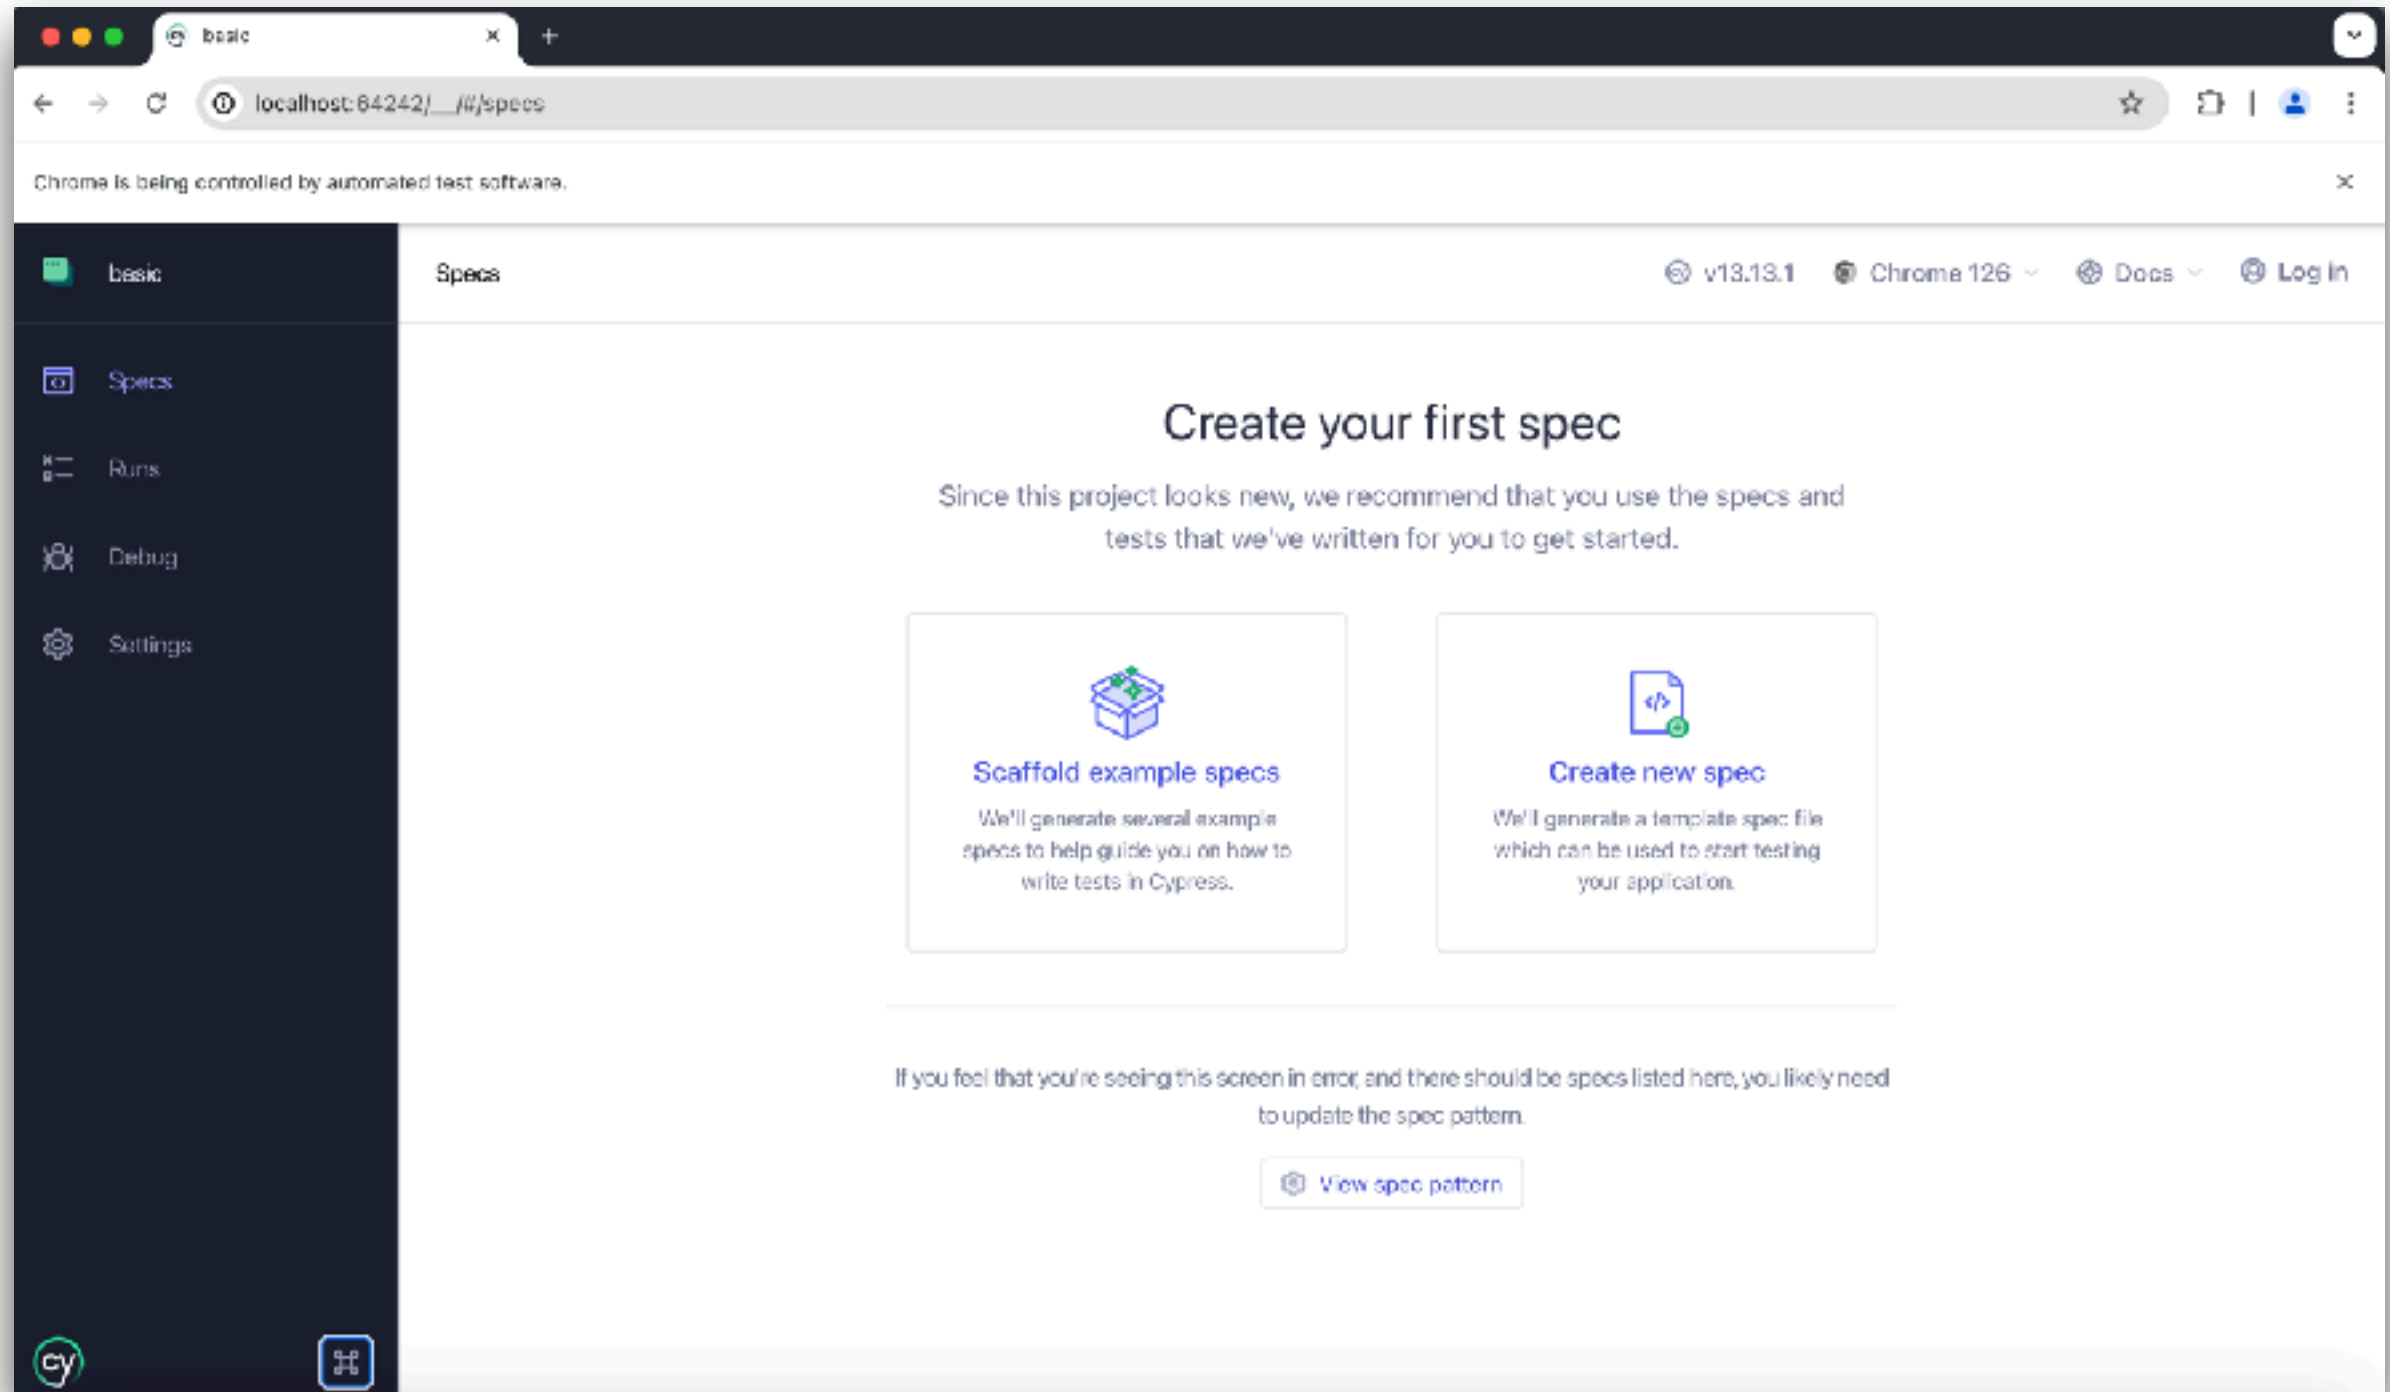 basic
localhost:64242/__/#/specs
Chrome is being controlled by automated test software.
basic
Specs
v13.13.1
Chrome 126
Docs
Log in
Specs
Runs
Debug
Settings
Create your first spec
Since this project looks new, we recommend that you use the specs and
tests that we've written for you to get started.
Scaffold example specs
We'll generate several example
specs to help guide you on how to
write tests in Cypress.
Create new spec
We'll generate a template spec file
which can be used to start testing
your application.
If you feel that you're seeing this screen in error, and there should be specs listed here, you likely need
to update the spec pattern.
View spec pattern
cy